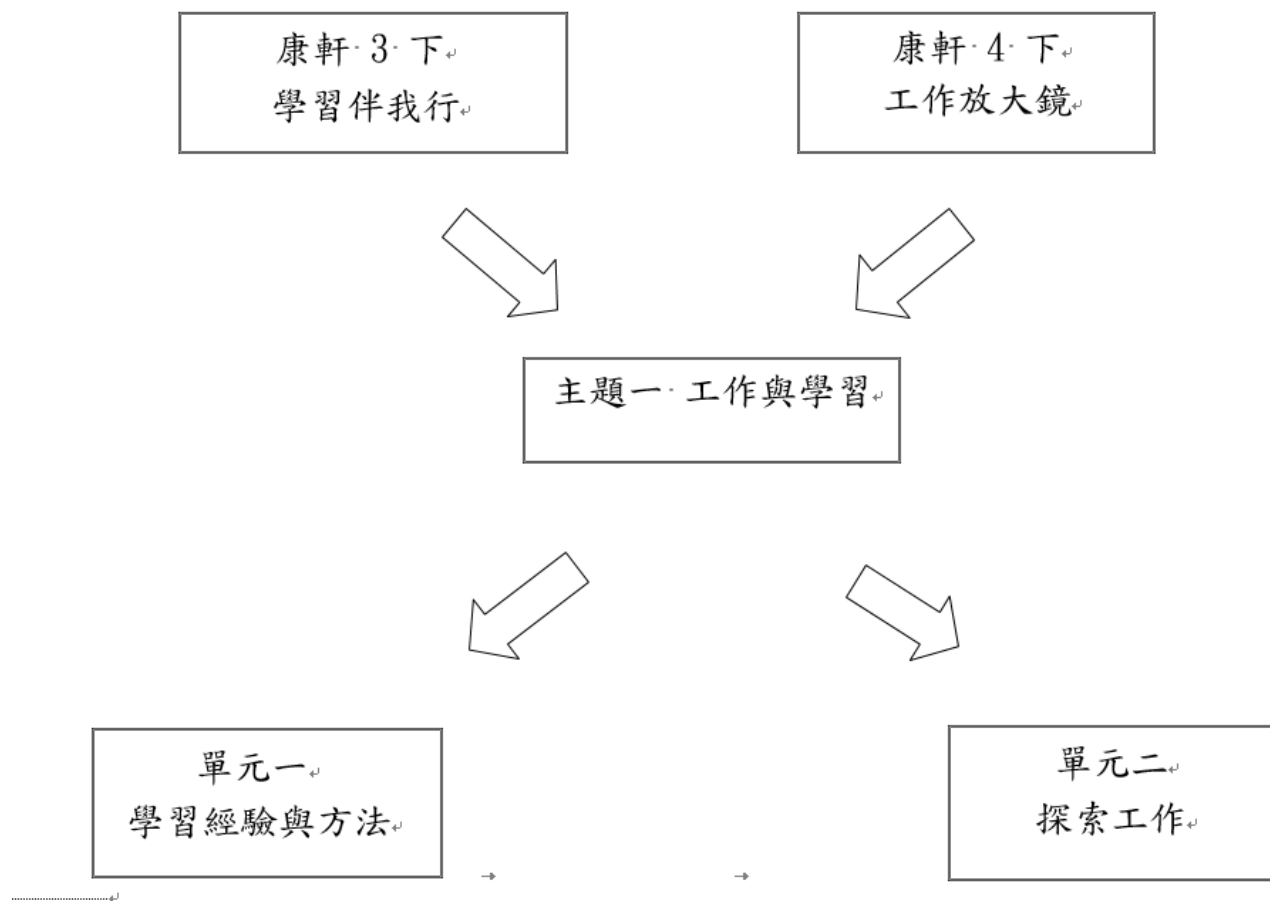 康軒 3 下
學習伴我行
康軒 4 下
工作放大鏡
主題一 工作與學習
單元一
學習經驗與方法
單元二
探索工作